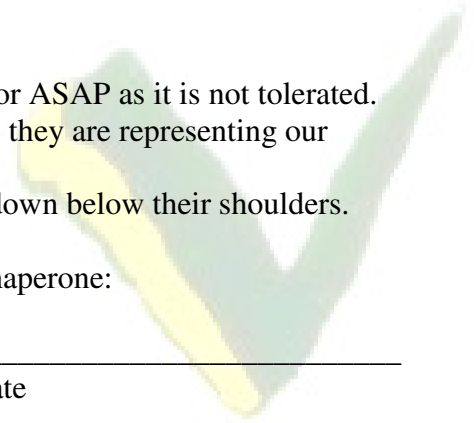 or ASAP as it is not tolerated.
they are representing our
down below their shoulders.
haperone:
ate